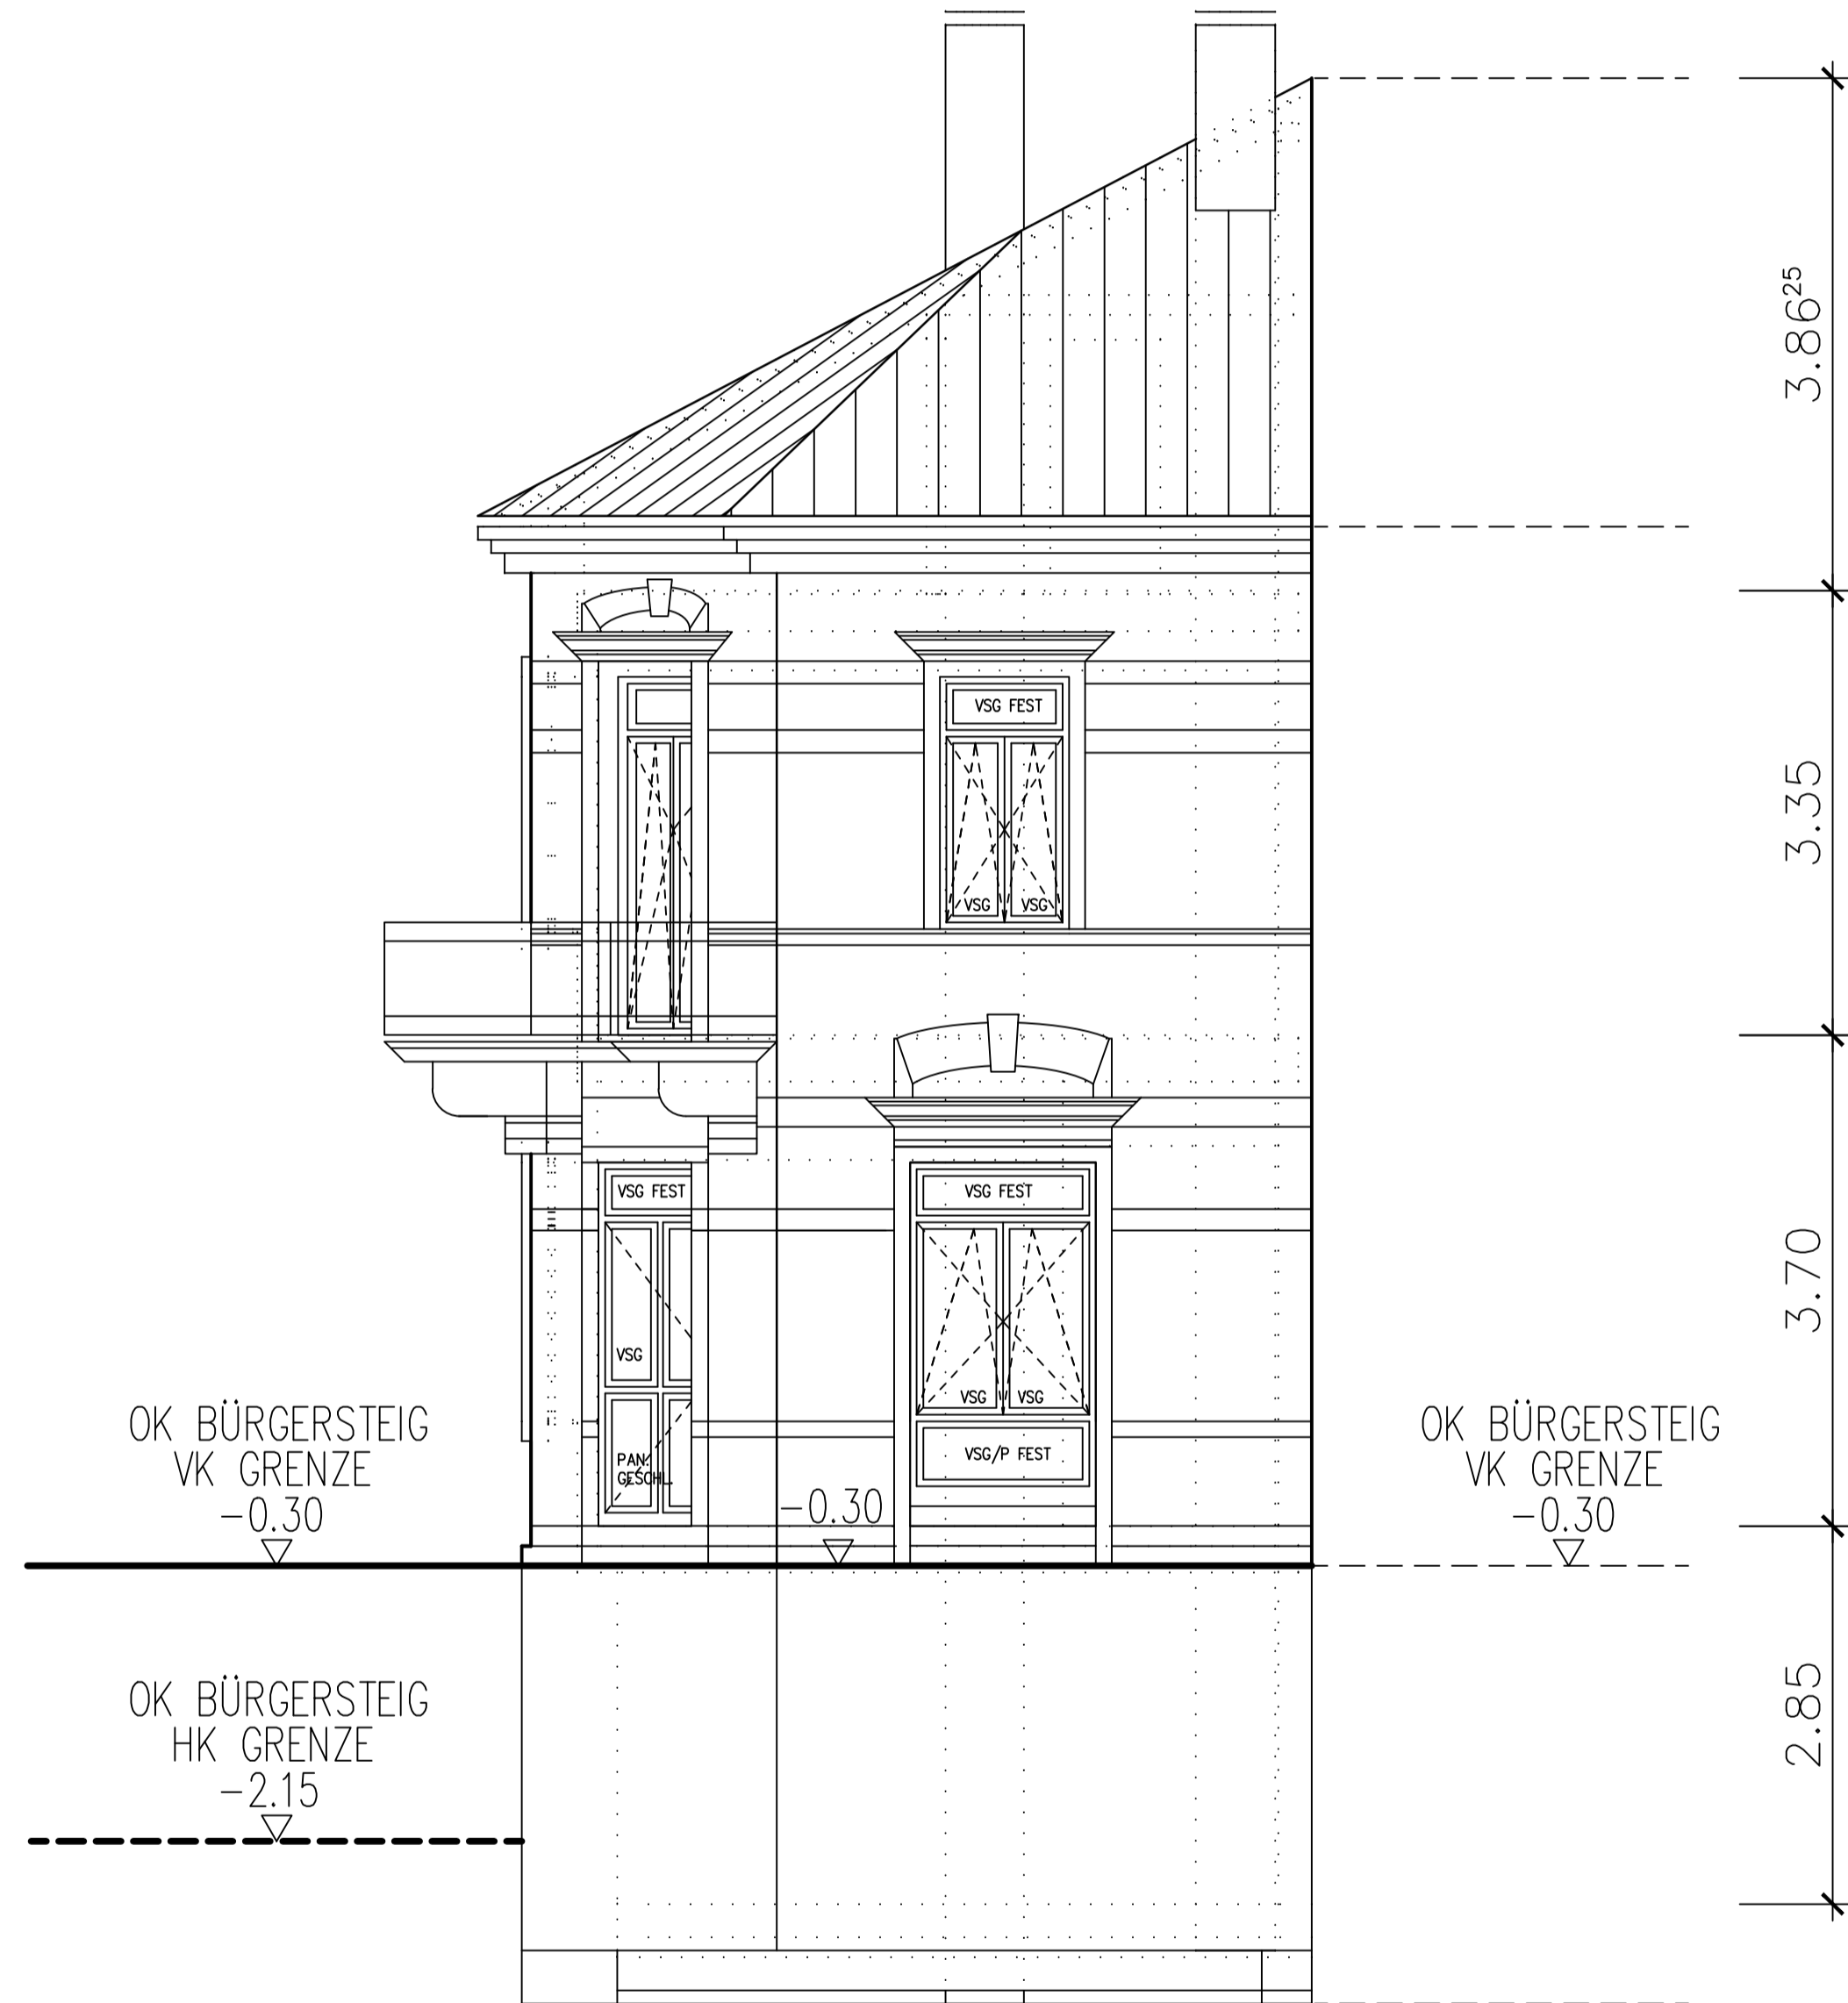 3.86²⁵
VSG FEST
3.35
VSG VSG
VSG FEST
VSG FEST
3.70
VSG
VSG VSG
OK BÜRGERSTEIG
VK GRENZE
-0.30
PAN.
GESCHL.
VSG/P FEST
-0.30
OK BÜRGERSTEIG
VK GRENZE
-0.30
OK BÜRGERSTEIG
HK GRENZE
-2.15
2.85